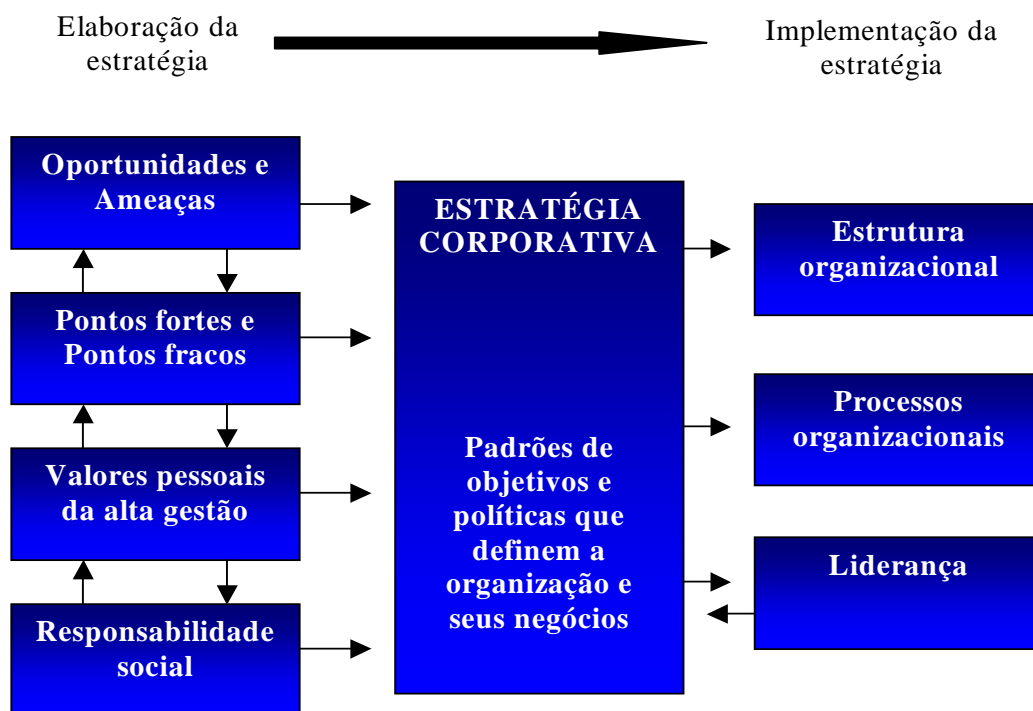 Elaboração da
estratégia
Implementação da
estratégia
Oportunidades e
Ameaças
Pontos fortes e
Pontos fracos
Valores pessoais
da alta gestão
Responsabilidade
social
ESTRATÉGIA
CORPORATIVA
Padrões de
objetivos e
políticas que
definem a
organização e
seus negócios
Estrutura
organizacional
Processos
organizacionais
Liderança